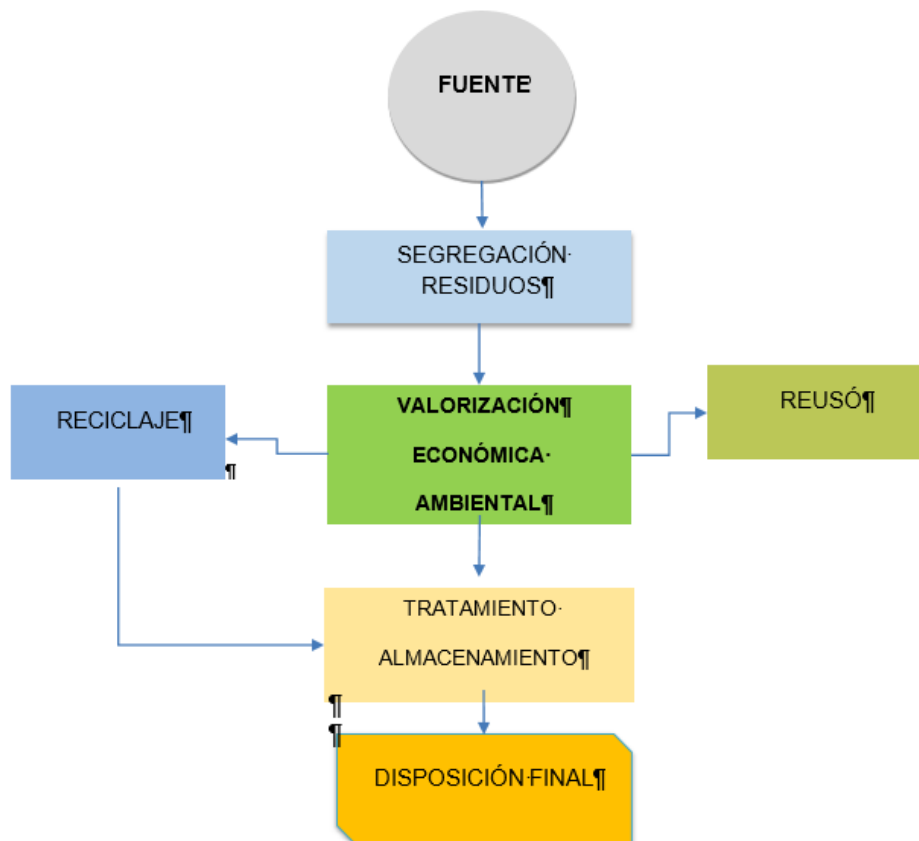 FUENTE
SEGREGACIÓN·
RESIDUOS¶
RECICLAJE¶
¶
VALORIZACIÓN¶
ECONÓMICA·
AMBIENTAL¶
REUSÓ¶
TRATAMIENTO·
ALMACENAMIENTO¶
¶
¶
DISPOSICIÓN·FINAL¶